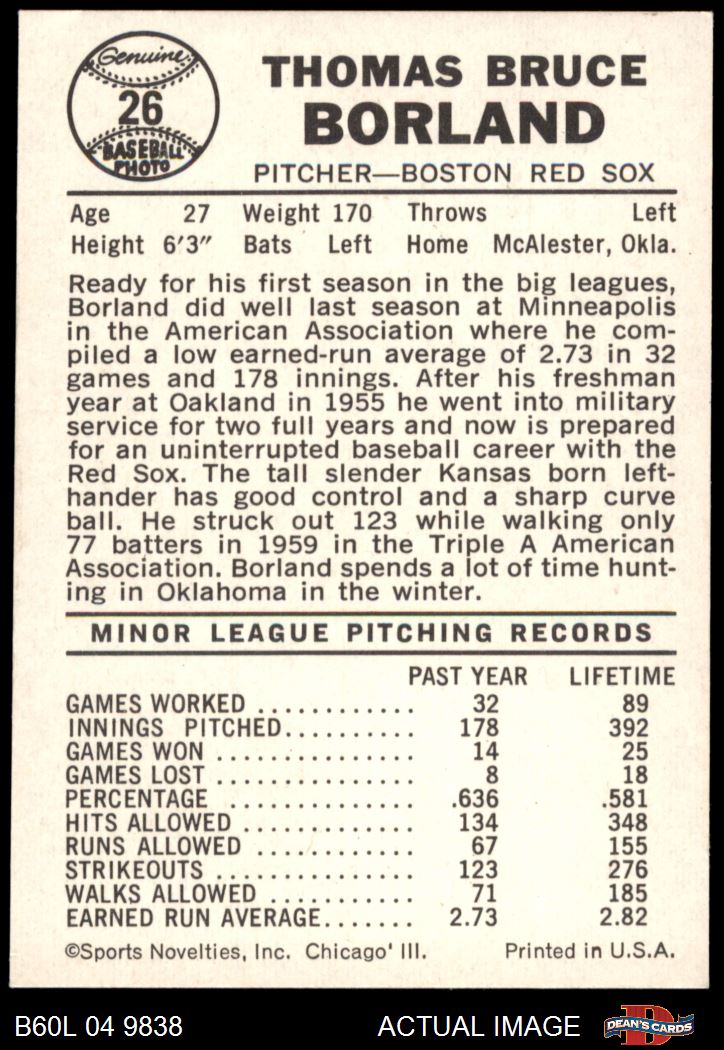 Genuine
26
BASEBALL
PHOTO
THOMAS BRUCE
BORLAND
PITCHER—BOSTON RED SOX
Age 27 Weight 170 Throws Left
Height 6'3" Bats Left Home McAlester, Okla.
Ready for his first season in the big leagues,
Borland did well last season at Minneapolis
in the American Association where he com-
piled a low earned-run average of 2.73 in 32
games and 178 innings. After his freshman
year at Oakland in 1955 he went into military
service for two full years and now is prepared
for an uninterrupted baseball career with the
Red Sox. The tall slender Kansas born left-
hander has good control and a sharp curve
ball. He struck out 123 while walking only
77 batters in 1959 in the Triple A American
Association. Borland spends a lot of time hunt-
ing in Oklahoma in the winter.
MINOR LEAGUE PITCHING RECORDS
PAST YEAR LIFETIME
GAMES WORKED ............ 32 89
INNINGS PITCHED.......... 178 392
GAMES WON ............... 14 25
GAMES LOST ............... 8 18
PERCENTAGE .............. .636 .581
HITS ALLOWED ............. 134 348
RUNS ALLOWED ............ 67 155
STRIKEOUTS ............... 123 276
WALKS ALLOWED ........... 71 185
EARNED RUN AVERAGE....... 2.73 2.82
©Sports Novelties, Inc. Chicago' Ill. Printed in U.S.A.
B60L 04 9838 ACTUAL IMAGE D DEAN'S CARDS